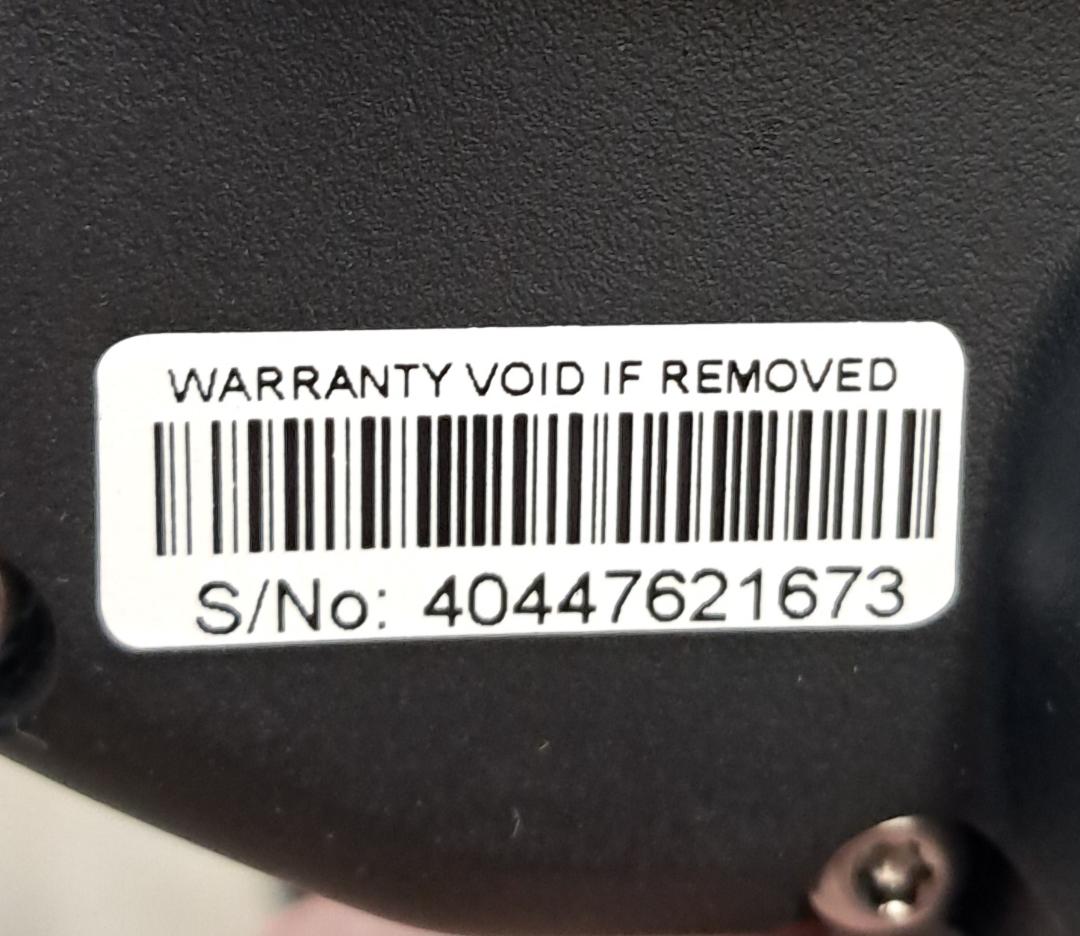 WARRANTY VOID IF REMOVED
S/No: 40447621673